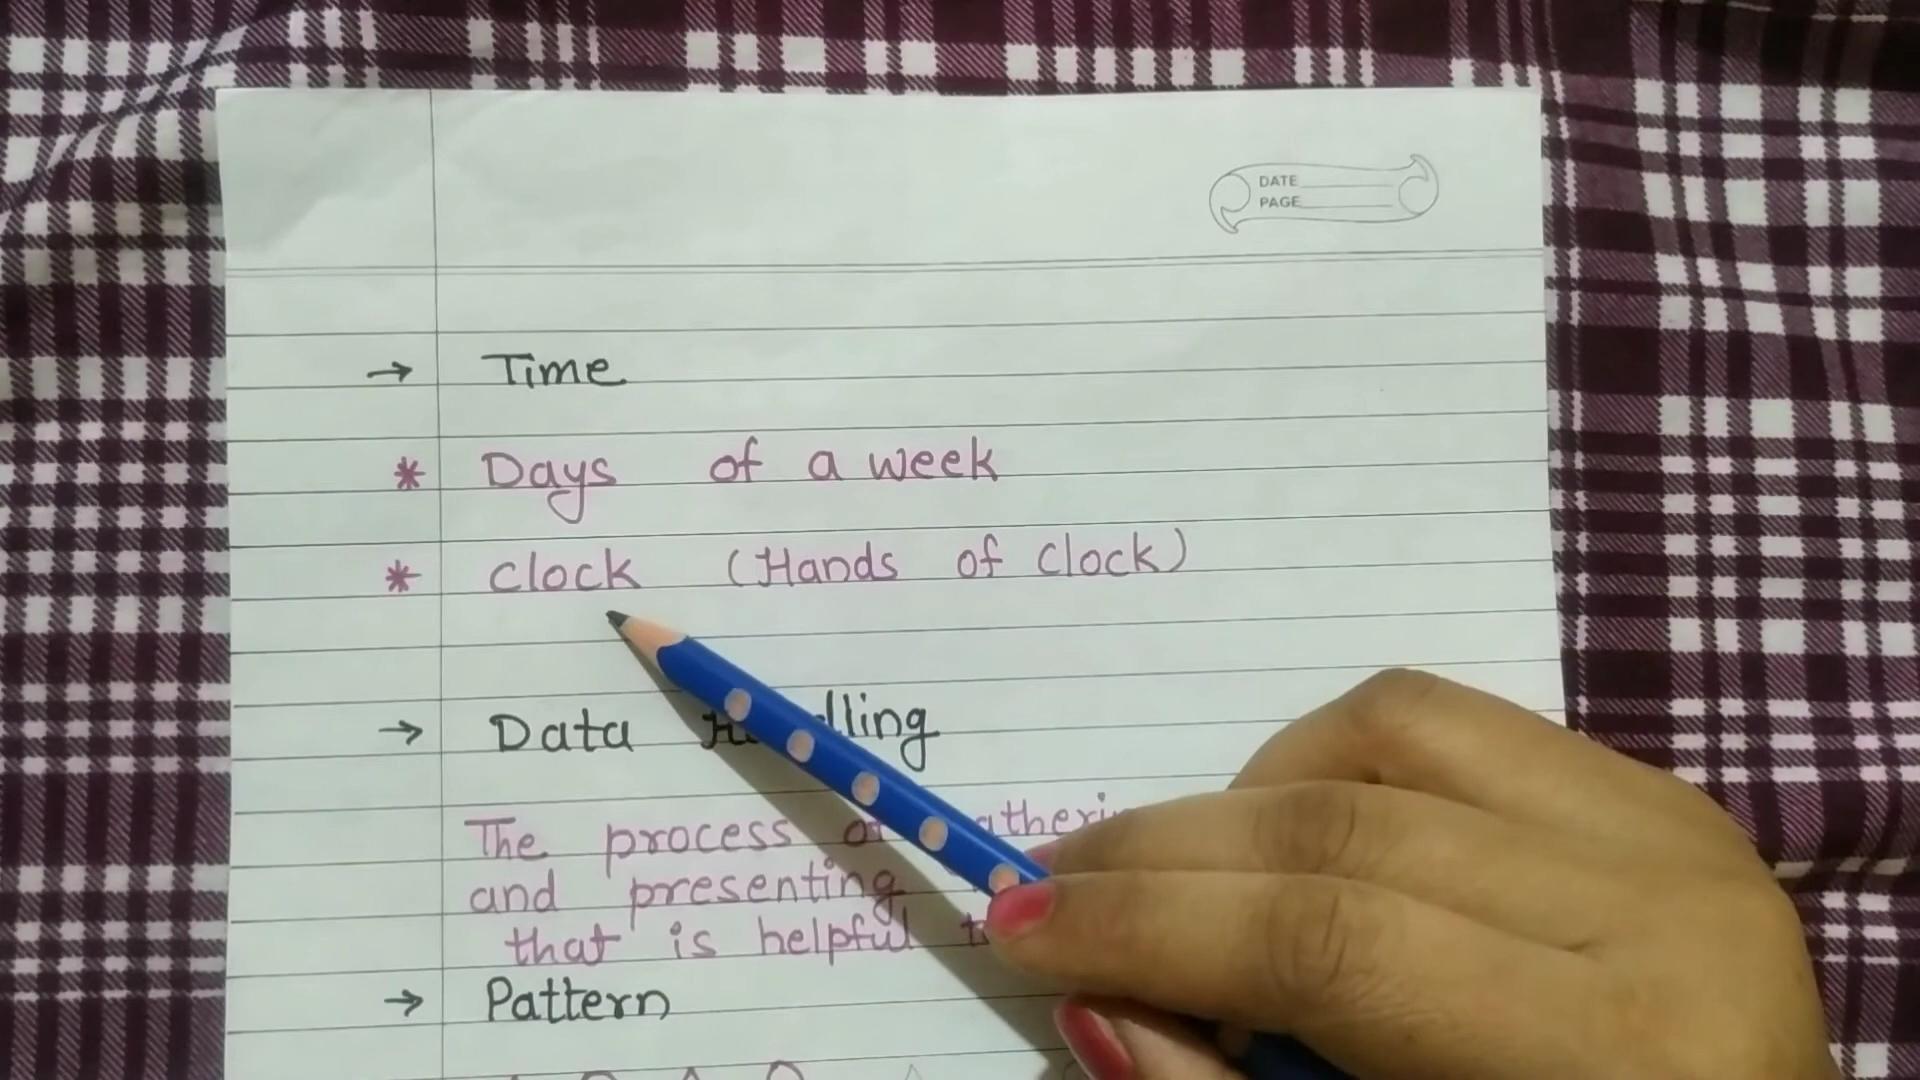 DATE
PAGE
→ Time
* Days of a week
* clock (Hands of clock)
→ Data
The process of
and presenting
that is helpful
→ Pattern